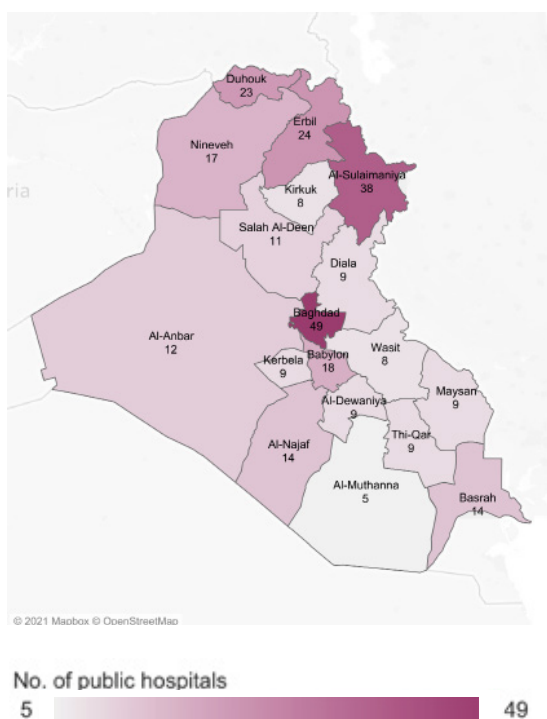 Duhouk
23
Erbil
24
Nineveh
17
Al-Sulaimaniya
38
ria
Kirkuk
8
Salah Al-Deen
11
Diala
9
Baghdad
49
Al-Anbar
12
Wasit
8
Babylon
18
Kerbela
9
Maysan
9
Al-Dewaniya
9
Thi-Qar
9
Al-Najaf
14
Al-Muthanna
5
Basrah
14
© 2021 Mapbox © OpenStreetMap
No. of public hospitals
5 49